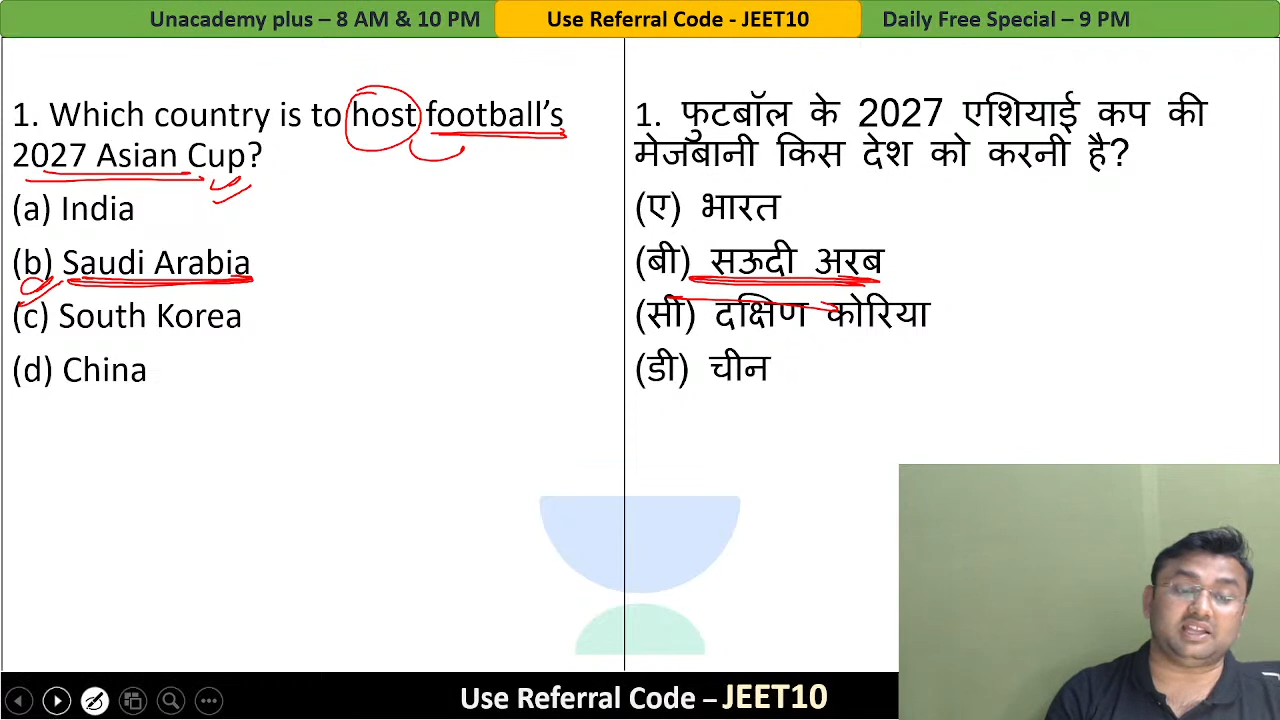 Unacademy plus – 8 AM & 10 PM
Use Referral Code - JEET10
Daily Free Special – 9 PM
1. Which country is to host football’s
2027 Asian Cup?
(a) India
(b) Saudi Arabia
(c) South Korea
(d) China
1. फुटबॉल के 2027 एशियाई कप की
मेजबानी किस देश को करनी है?
(ए) भारत
(बी) सऊदी अरब
(सी) दक्षिण कोरिया
(डी) चीन
Use Referral Code – JEET10